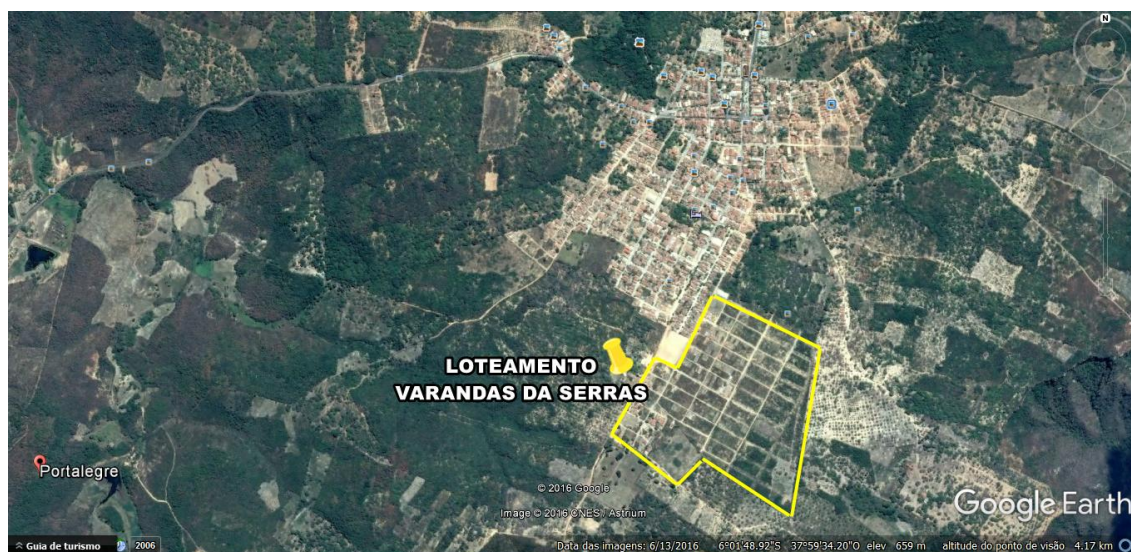 N
LOTEAMENTO
VARANDAS DA SERRAS
Portalegre
© 2016 Google
Image © 2016 CNES / Astrium
Google Earth
Guia de turismo
2006
Data das imagens: 6/13/2016 6°01'48.92"S 37°59'34.20"O elev 659 m altitude do ponto de visão 4.17 km